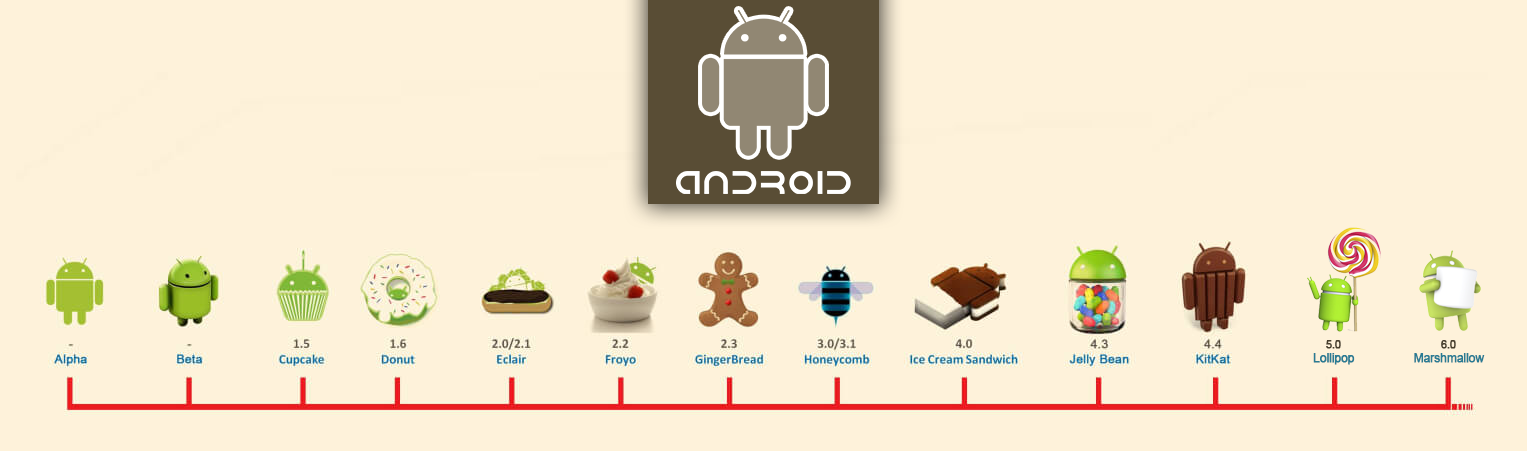 ANDROID
-
Alpha
-
Beta
1.5
Cupcake
1.6
Donut
2.0/2.1
Eclair
2.2
Froyo
2.3
GingerBread
3.0/3.1
Honeycomb
4.0
Ice Cream Sandwich
4.3
Jelly Bean
4.4
KitKat
5.0
Lollipop
6.0
Marshmallow